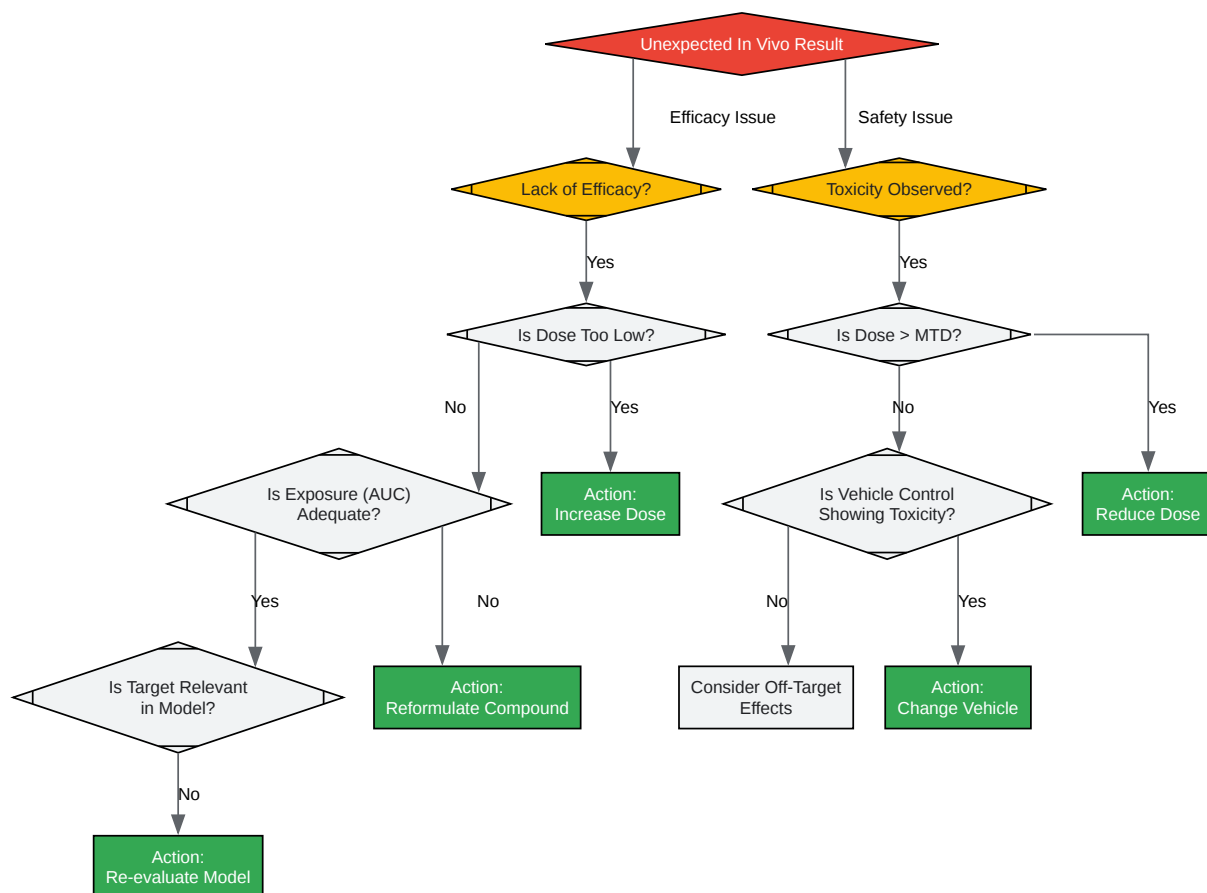 Unexpected In Vivo Result
Efficacy Issue
Safety Issue
Lack of Efficacy?
Toxicity Observed?
Yes
Yes
Is Dose Too Low?
Is Dose > MTD?
No
Yes
No
Yes
Is Exposure (AUC)
Adequate?
Action:
Increase Dose
Is Vehicle Control
Showing Toxicity?
Action:
Reduce Dose
Yes
No
No
Yes
Is Target Relevant
in Model?
Action:
Reformulate Compound
Consider Off-Target
Effects
Action:
Change Vehicle
No
Action:
Re-evaluate Model